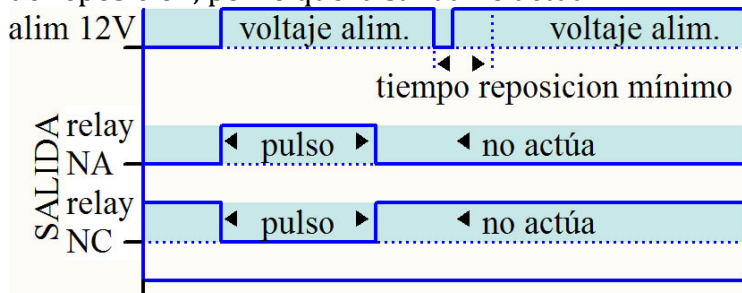 alim 12V voltaje alim. voltaje alim.
tiempo reposicion mínimo
SALIDA
relay NA pulso no actúa
relay NC pulso no actúa